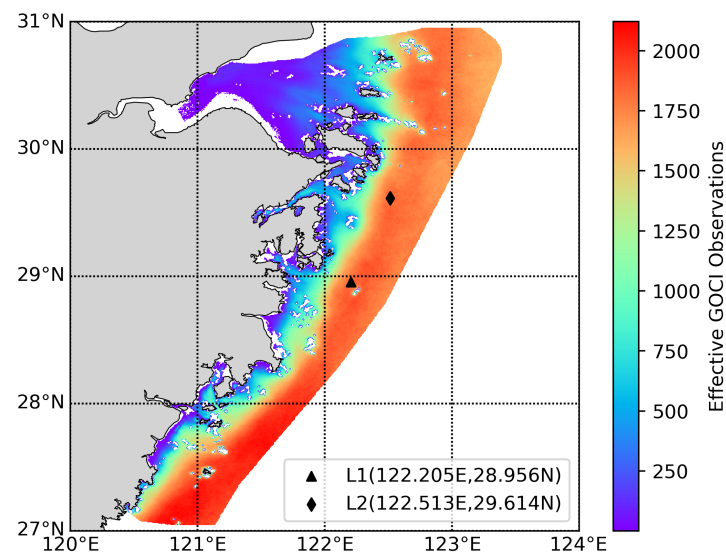 31°N
30°N
29°N
28°N
27°N
120°E 121°E 122°E 123°E 124°E
L1(122.205E,28.956N)
L2(122.513E,29.614N)
2000
1750
1500
1250
1000
750
500
250
Effective GOCI Observations